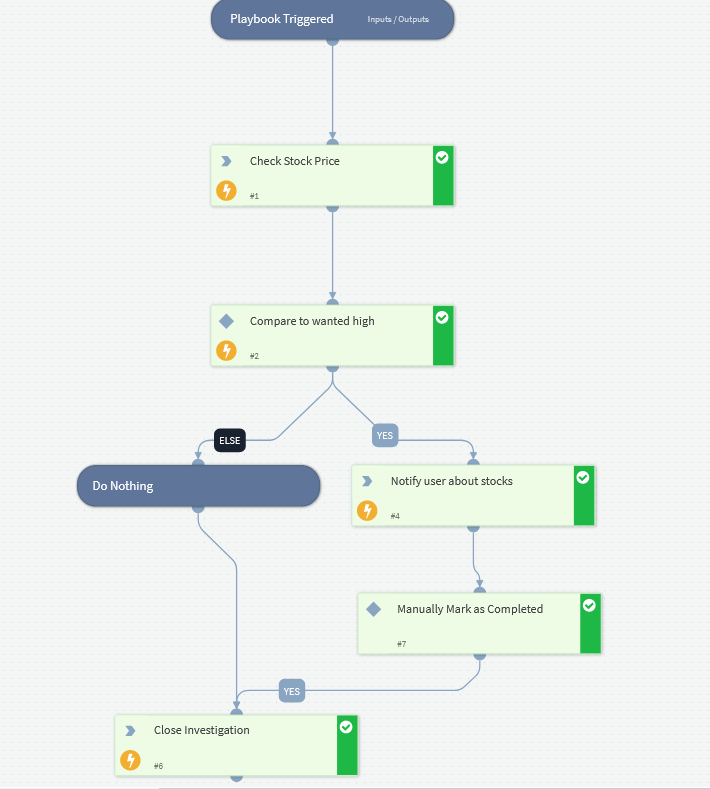 Playbook Triggered Inputs / Outputs
Check Stock Price
#1
Compare to wanted high
#2
ELSE
YES
Do Nothing
Notify user about stocks
#4
Manually Mark as Completed
#7
YES
Close Investigation
#6